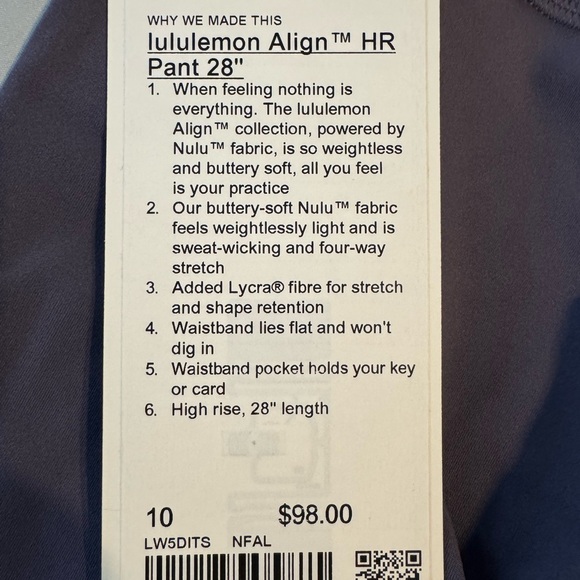 WHY WE MADE THIS
lululemon Align™ HR
Pant 28"
1. When feeling nothing is
everything. The lululemon
Align™ collection, powered by
Nulu™ fabric, is so weightless
and buttery soft, all you feel
is your practice
2. Our buttery-soft Nulu™ fabric
feels weightlessly light and is
sweat-wicking and four-way
stretch
3. Added Lycra® fibre for stretch
and shape retention
4. Waistband lies flat and won't
dig in
5. Waistband pocket holds your key
or card
6. High rise, 28" length
10 $98.00
LW5DITS NFAL